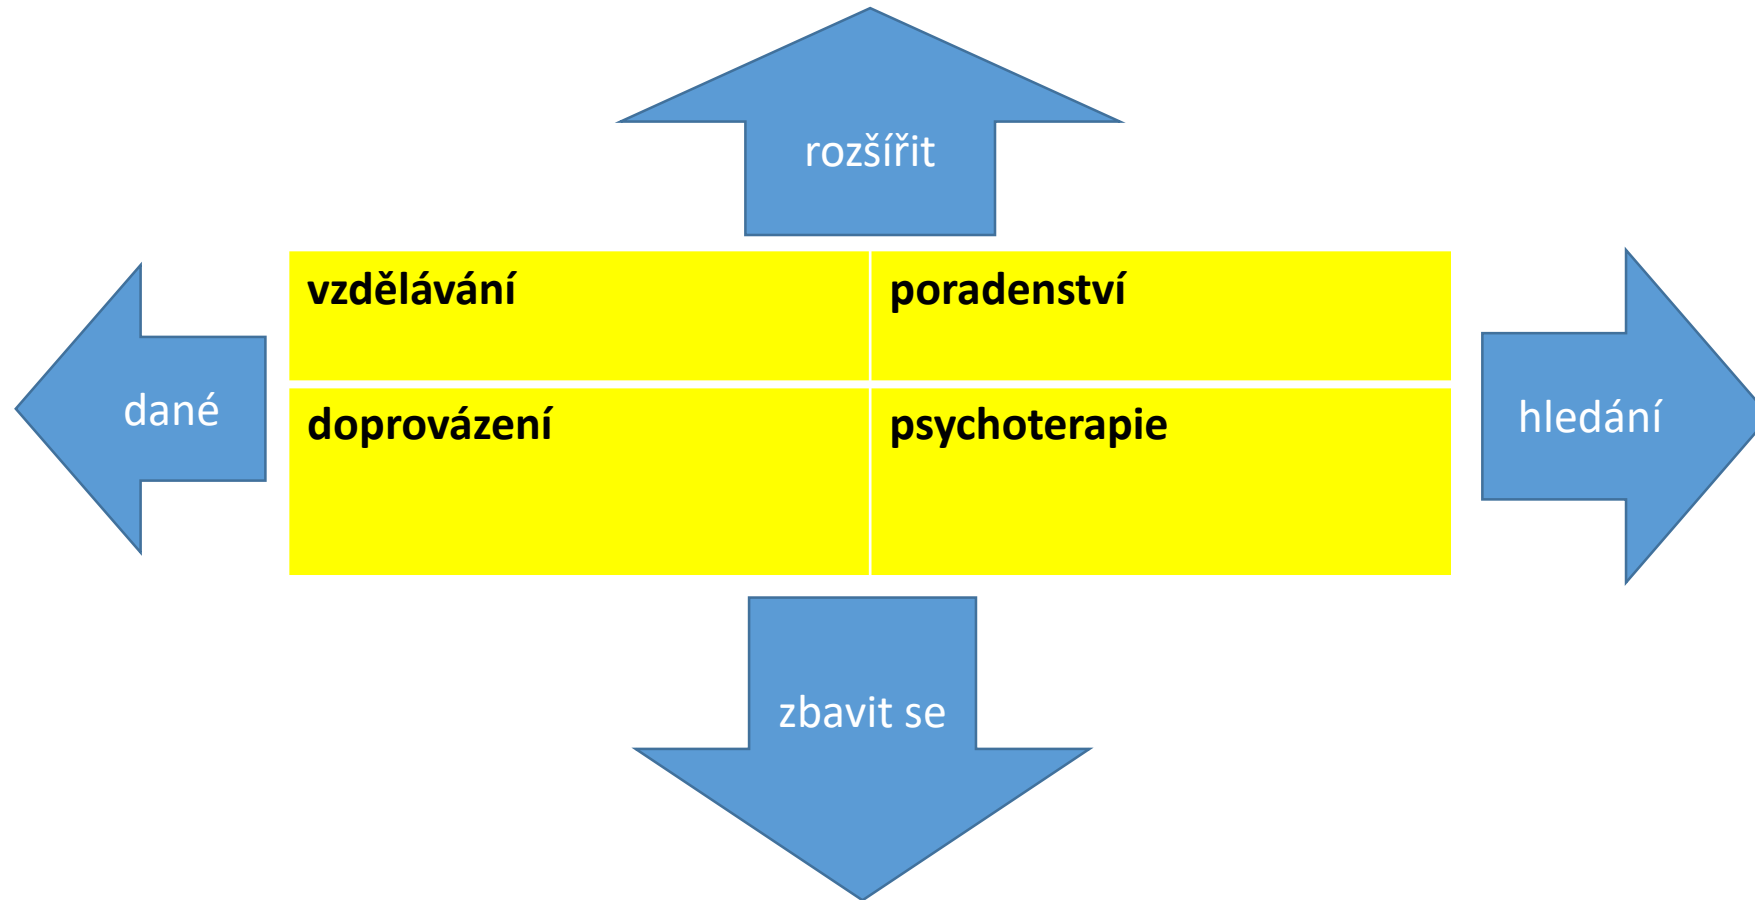 rozšířit
vzdělávání
poradenství
dané
hledání
doprovázení
psychoterapie
zbavit se